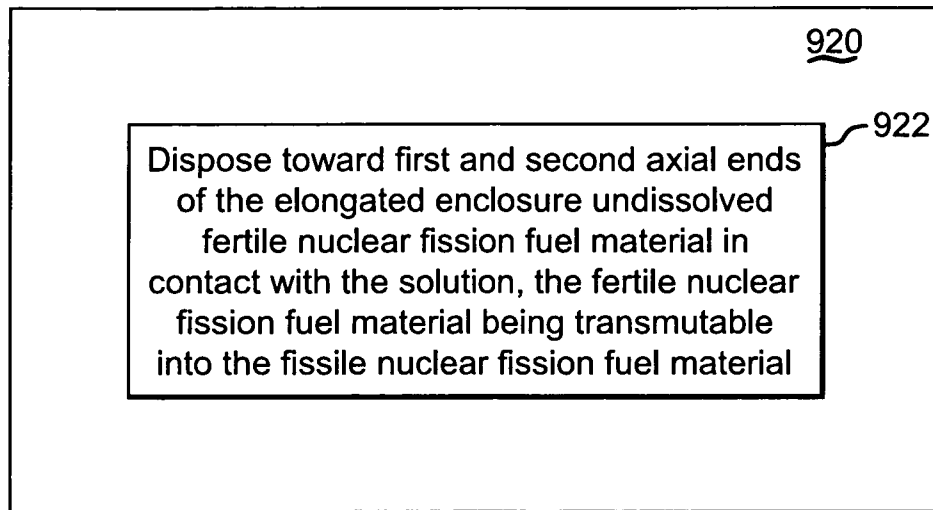 920
922
Dispose toward first and second axial ends
of the elongated enclosure undissolved
fertile nuclear fission fuel material in
contact with the solution, the fertile nuclear
fission fuel material being transmutable
into the fissile nuclear fission fuel material